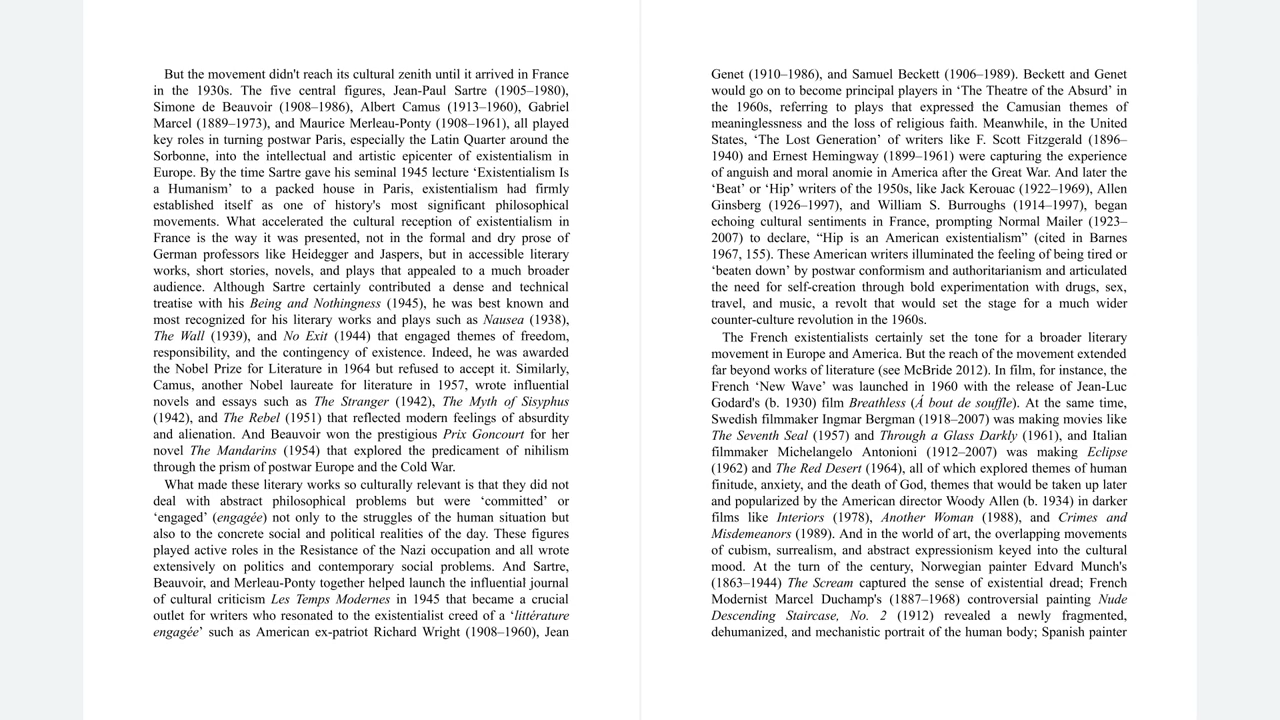 But the movement didn't reach its cultural zenith until it arrived in France
in the 1930s. The five central figures, Jean-Paul Sartre (1905–1980),
Simone de Beauvoir (1908–1986), Albert Camus (1913–1960), Gabriel
Marcel (1889–1973), and Maurice Merleau-Ponty (1908–1961), all played
key roles in turning postwar Paris, especially the Latin Quarter around the
Sorbonne, into the intellectual and artistic epicenter of existentialism in
Europe. By the time Sartre gave his seminal 1945 lecture ‘Existentialism Is
a Humanism’ to a packed house in Paris, existentialism had firmly
established itself as one of history's most significant philosophical
movements. What accelerated the cultural reception of existentialism in
France is the way it was presented, not in the formal and dry prose of
German professors like Heidegger and Jaspers, but in accessible literary
works, short stories, novels, and plays that appealed to a much broader
audience. Although Sartre certainly contributed a dense and technical
treatise with his Being and Nothingness (1945), he was best known and
most recognized for his literary works and plays such as Nausea (1938),
The Wall (1939), and No Exit (1944) that engaged themes of freedom,
responsibility, and the contingency of existence. Indeed, he was awarded
the Nobel Prize for Literature in 1964 but refused to accept it. Similarly,
Camus, another Nobel laureate for literature in 1957, wrote influential
novels and essays such as The Stranger (1942), The Myth of Sisyphus
(1942), and The Rebel (1951) that reflected modern feelings of absurdity
and alienation. And Beauvoir won the prestigious Prix Goncourt for her
novel The Mandarins (1954) that explored the predicament of nihilism
through the prism of postwar Europe and the Cold War.
What made these literary works so culturally relevant is that they did not
deal with abstract philosophical problems but were ‘committed’ or
‘engaged’ (engagée) not only to the struggles of the human situation but
also to the concrete social and political realities of the day. These figures
played active roles in the Resistance of the Nazi occupation and all wrote
extensively on politics and contemporary social problems. And Sartre,
Beauvoir, and Merleau-Ponty together helped launch the influential journal
of cultural criticism Les Temps Modernes in 1945 that became a crucial
outlet for writers who resonated to the existentialist creed of a ‘littérature
engagée’ such as American ex-patriot Richard Wright (1908–1960), Jean
Genet (1910–1986), and Samuel Beckett (1906–1989). Beckett and Genet
would go on to become principal players in ‘The Theatre of the Absurd’ in
the 1960s, referring to plays that expressed the Camusian themes of
meaninglessness and the loss of religious faith. Meanwhile, in the United
States, ‘The Lost Generation’ of writers like F. Scott Fitzgerald (1896–
1940) and Ernest Hemingway (1899–1961) were capturing the experience
of anguish and moral anomie in America after the Great War. And later the
‘Beat’ or ‘Hip’ writers of the 1950s, like Jack Kerouac (1922–1969), Allen
Ginsberg (1926–1997), and William S. Burroughs (1914–1997), began
echoing cultural sentiments in France, prompting Normal Mailer (1923–
2007) to declare, “Hip is an American existentialism” (cited in Barnes
1967, 155). These American writers illuminated the feeling of being tired or
‘beaten down’ by postwar conformism and authoritarianism and articulated
the need for self-creation through bold experimentation with drugs, sex,
travel, and music, a revolt that would set the stage for a much wider
counter-culture revolution in the 1960s.
The French existentialists certainly set the tone for a broader literary
movement in Europe and America. But the reach of the movement extended
far beyond works of literature (see McBride 2012). In film, for instance, the
French ‘New Wave’ was launched in 1960 with the release of Jean-Luc
Godard's (b. 1930) film Breathless (Á bout de souffle). At the same time,
Swedish filmmaker Ingmar Bergman (1918–2007) was making movies like
The Seventh Seal (1957) and Through a Glass Darkly (1961), and Italian
filmmaker Michelangelo Antonioni (1912–2007) was making Eclipse
(1962) and The Red Desert (1964), all of which explored themes of human
finitude, anxiety, and the death of God, themes that would be taken up later
and popularized by the American director Woody Allen (b. 1934) in darker
films like Interiors (1978), Another Woman (1988), and Crimes and
Misdemeanors (1989). And in the world of art, the overlapping movements
of cubism, surrealism, and abstract expressionism keyed into the cultural
mood. At the turn of the century, Norwegian painter Edvard Munch's
(1863–1944) The Scream captured the sense of existential dread; French
Modernist Marcel Duchamp's (1887–1968) controversial painting Nude
Descending Staircase, No. 2 (1912) revealed a newly fragmented,
dehumanized, and mechanistic portrait of the human body; Spanish painter